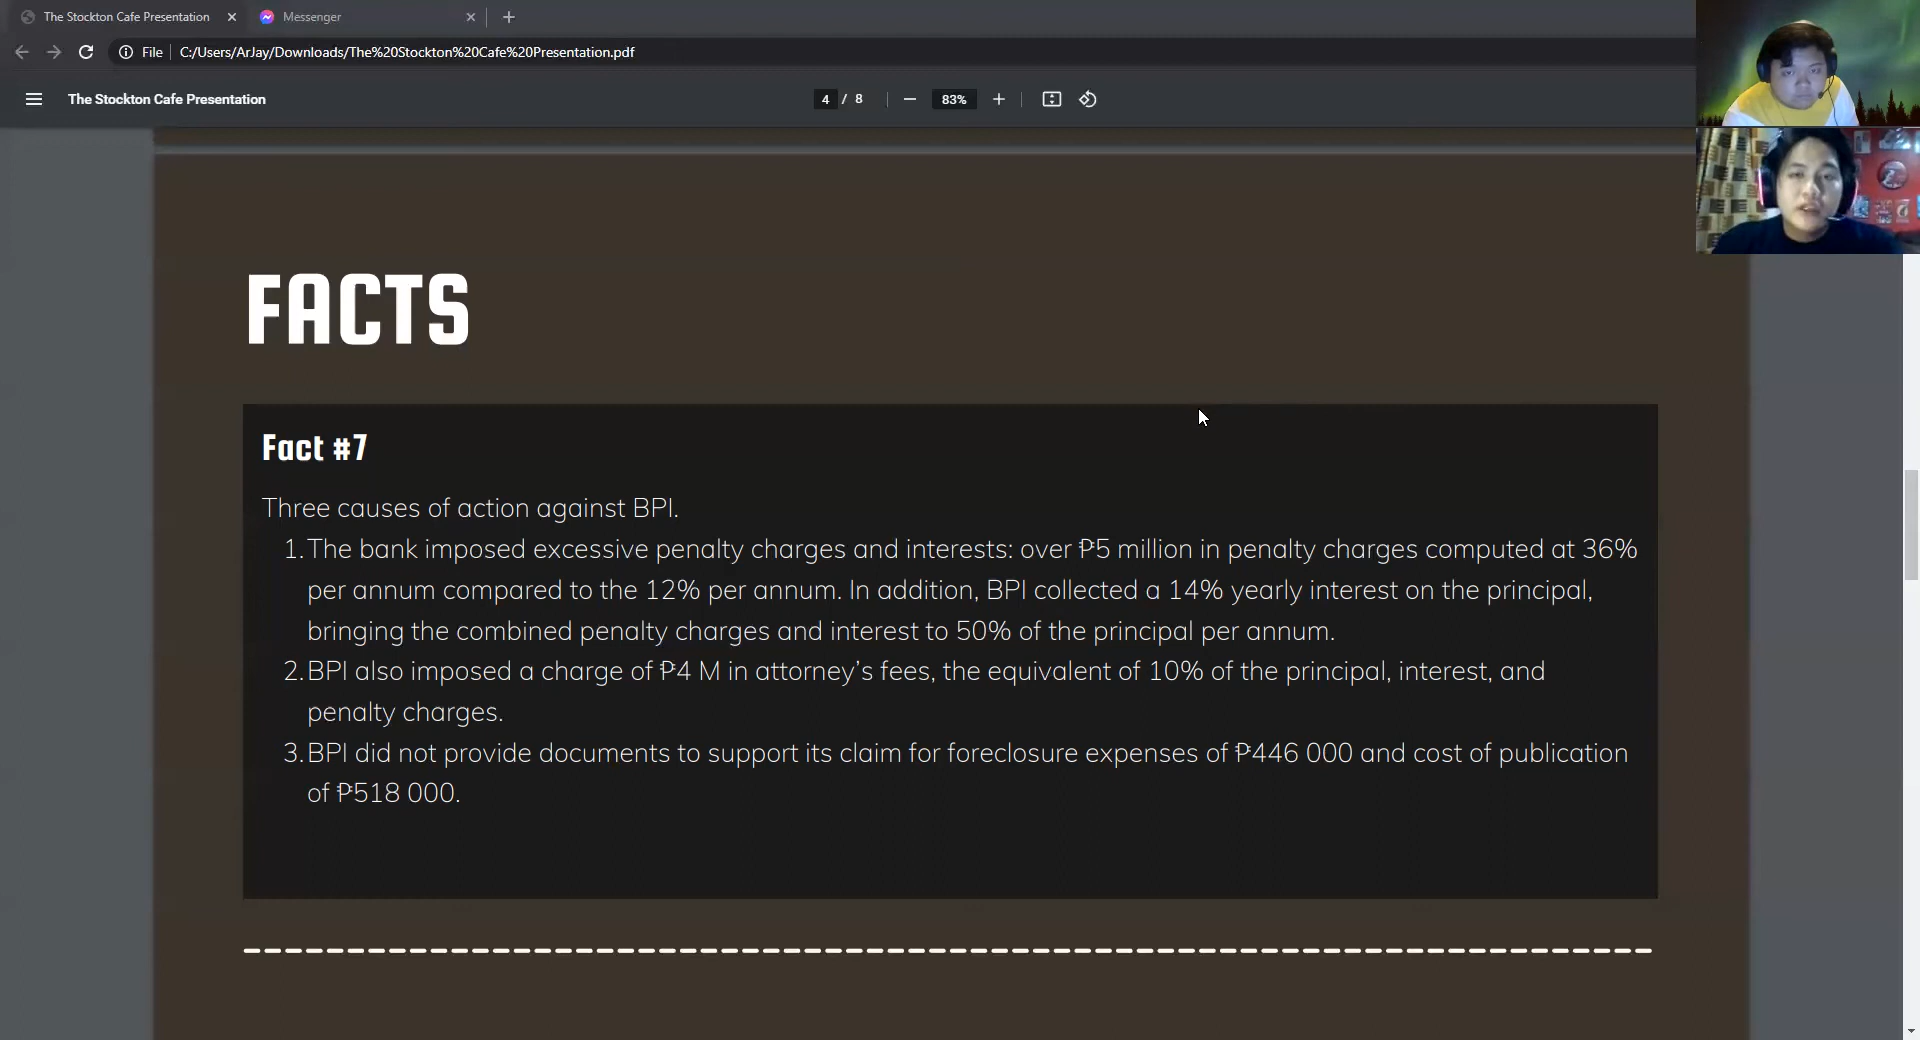 The Stockton Cafe Presentation
Messenger
File
C:/Users/ArJay/Downloads/The%20Stockton%20Cafe%20Presentation.pdf
The Stockton Cafe Presentation
4 / 8
83%
FACTS
Fact #7
Three causes of action against BPI.
1. The bank imposed excessive penalty charges and interests: over ₱5 million in penalty charges computed at 36%
per annum compared to the 12% per annum. In addition, BPI collected a 14% yearly interest on the principal,
bringing the combined penalty charges and interest to 50% of the principal per annum.
2. BPI also imposed a charge of ₱4 M in attorney’s fees, the equivalent of 10% of the principal, interest, and
penalty charges.
3. BPI did not provide documents to support its claim for foreclosure expenses of ₱446 000 and cost of publication
of ₱518 000.